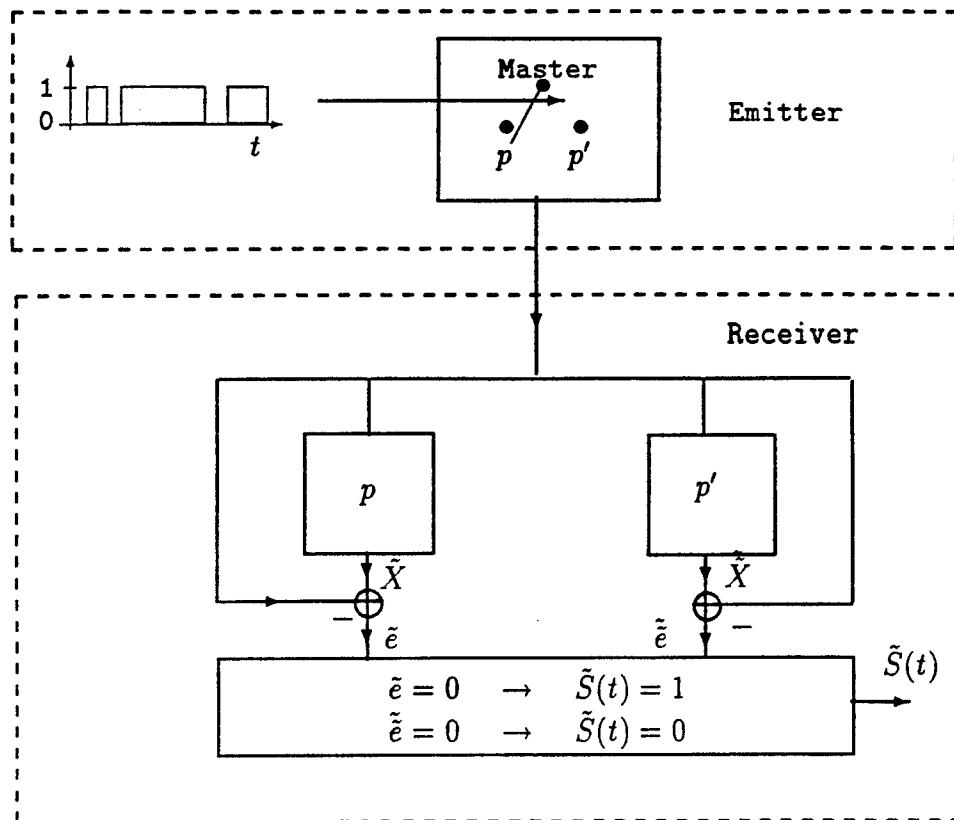 Master
1
0
t
p
p′
Emitter
Receiver
p
p′
X̃
X̃̃
−
−
ẽ
ẽ̃
ẽ = 0 → S̃(t) = 1
ẽ̃ = 0 → S̃(t) = 0
S̃(t)